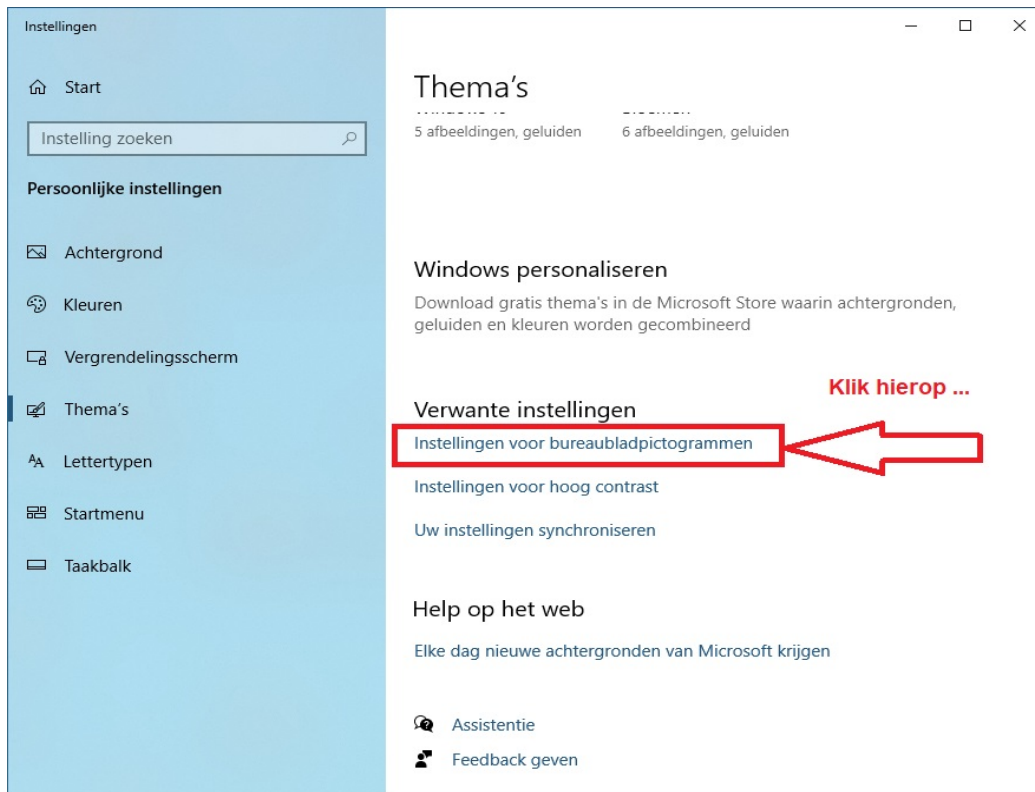 Instellingen
Start
Instelling zoeken
Persoonlijke instellingen
Achtergrond
Kleuren
Vergrendelingsscherm
Thema's
Lettertypen
Startmenu
Taakbalk
Thema's
5 afbeeldingen, geluiden 6 afbeeldingen, geluiden
Windows personaliseren
Download gratis thema's in de Microsoft Store waarin achtergronden,
geluiden en kleuren worden gecombineerd
Klik hierop ...
Verwante instellingen
Instellingen voor bureaubladpictogrammen
Instellingen voor hoog contrast
Uw instellingen synchroniseren
Help op het web
Elke dag nieuwe achtergronden van Microsoft krijgen
Assistentie
Feedback geven